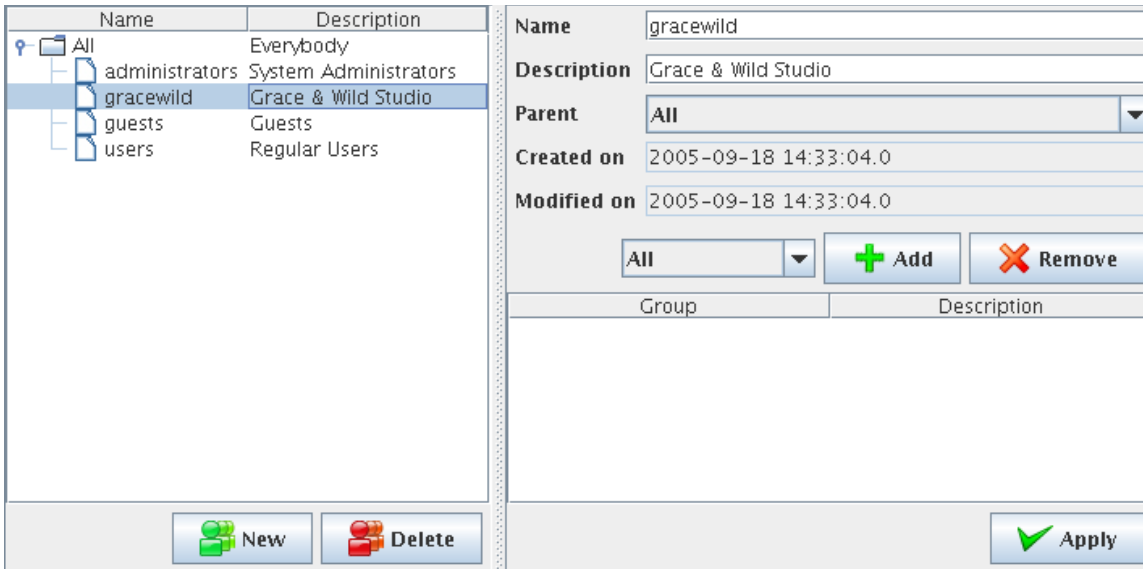 Name Description
All Everybody
administrators System Administrators
gracewild Grace & Wild Studio
guests Guests
users Regular Users
New Delete
Name gracewild
Description Grace & Wild Studio
Parent All
Created on 2005-09-18 14:33:04.0
Modified on 2005-09-18 14:33:04.0
All Add Remove
Group Description
Apply